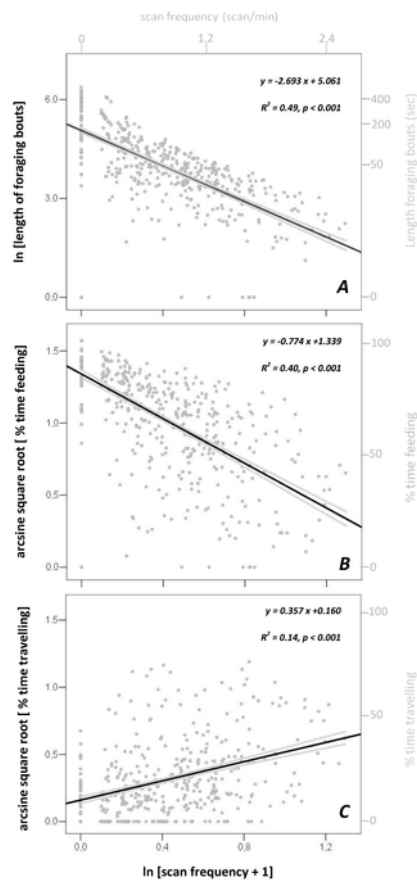 scan frequency (scan/min)
0 1,2 2,4
y = -2.693 x + 5.061
R² = 0.49, p < 0.001
6.0
3.0
0.0
ln [length of foraging bouts]
400
200
50
0
Length foraging bouts (sec)
A
y = -0.774 x +1.339
R² = 0.40, p < 0.001
1.5
1.0
0.5
0.0
arcsine square root [ % time feeding]
100
50
0
% time feeding
B
y = 0.357 x +0.160
R² = 0.14, p < 0.001
1.5
1.0
0.5
0.0
arcsine square root [ % time travelling]
100
50
0
% time travelling
C
0,0 0,4 0,8 1,2
ln [scan frequency + 1]